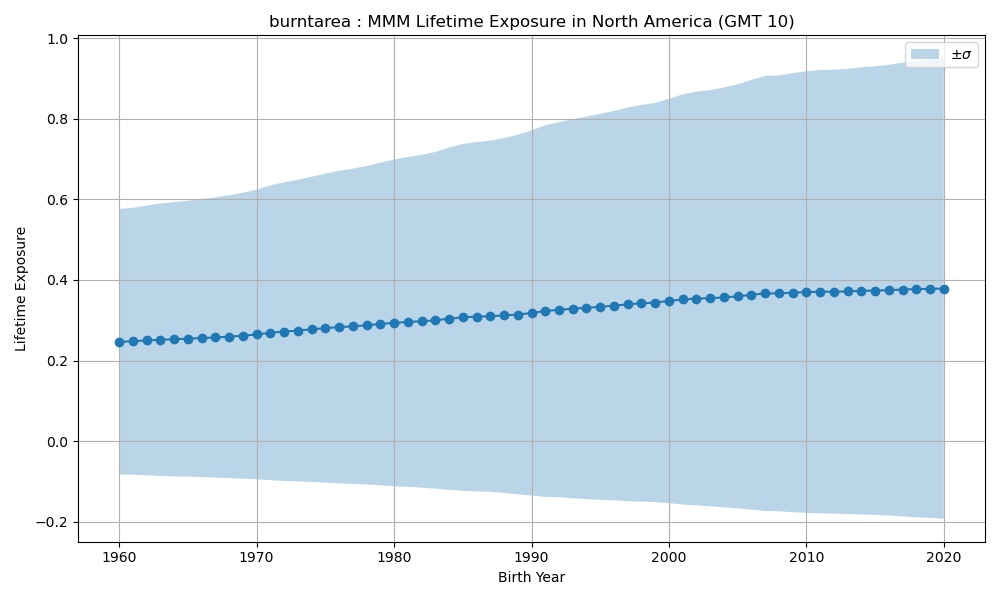 burntarea : MMM Lifetime Exposure in North America (GMT 10)
±σ
1.0
0.8
0.6
0.4
0.2
0.0
−0.2
Lifetime Exposure
1960 1970 1980 1990 2000 2010 2020
Birth Year